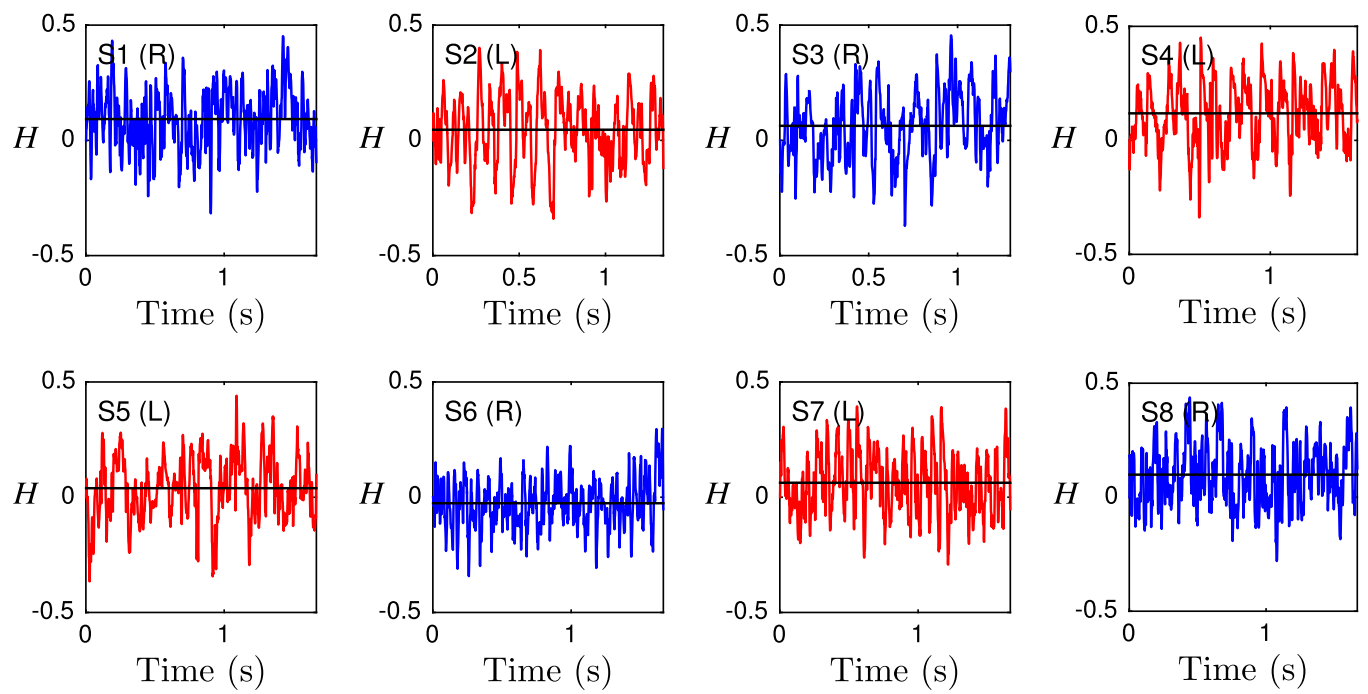 0.5 0.5 0.5 0.5
S1 (R) S2 (L) S3 (R) S4 (L)
H 0 H 0 H 0 H 0
-0.5 -0.5 -0.5 -0.5
0 1 0 0.5 1 0 0.5 1 0 1
Time (s) Time (s) Time (s) Time (s)
0.5 0.5 0.5 0.5
S5 (L) S6 (R) S7 (L) S8 (R)
H 0 H 0 H 0 H 0
-0.5 -0.5 -0.5 -0.5
0 1 0 1 0 1 0 1
Time (s) Time (s) Time (s) Time (s)